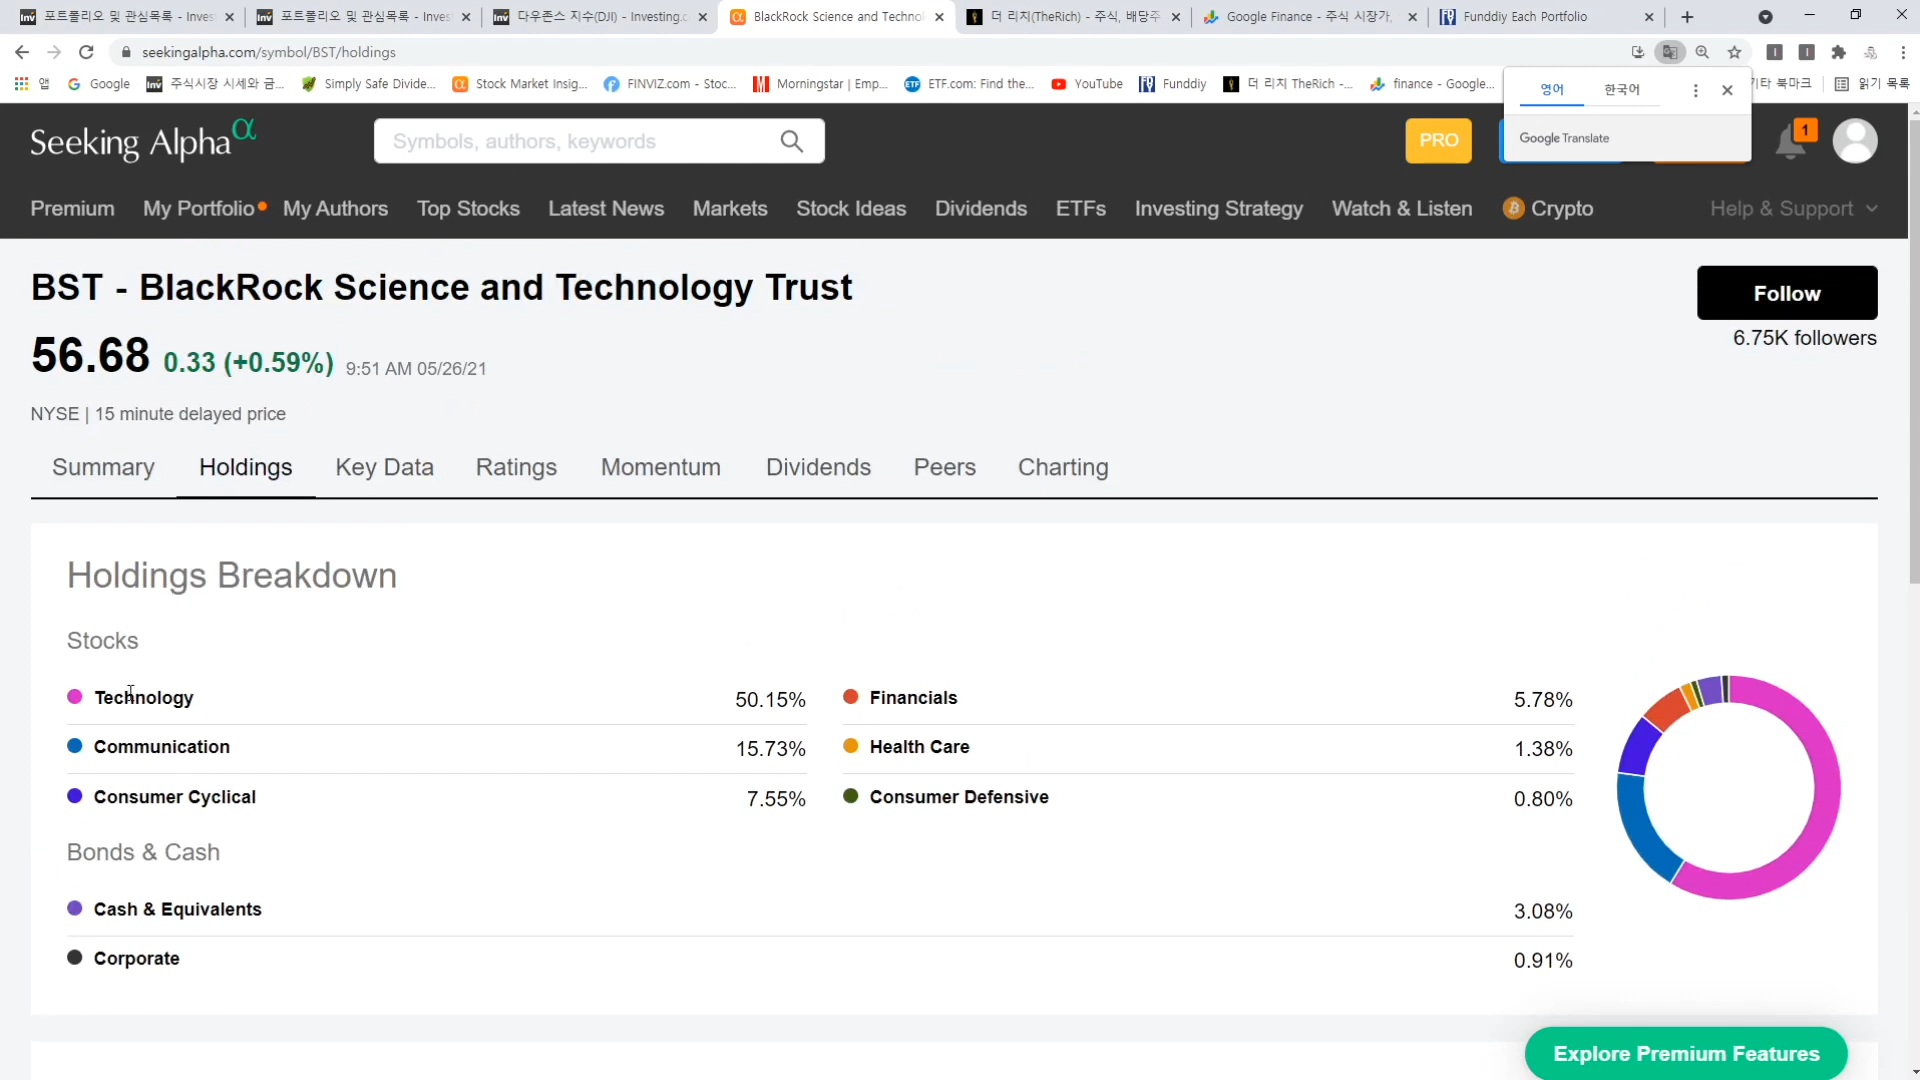 포트폴리오 및 관심목록 - Inves
포트폴리오 및 관심목록 - Inves
다우존스 지수(DJI) - Investing.c
BlackRock Science and Technol
더 리치(TheRich) - 주식, 배당주
Google Finance - 주식 시장가,
Funddiy Each Portfolio
seekingalpha.com/symbol/BST/holdings
앱
Google
주식시장 시세와 금...
Simply Safe Divide...
Stock Market Insig...
FINVIZ.com - Stoc...
Morningstar | Emp...
ETF.com: Find the...
YouTube
Funddiy
더 리치 TheRich -...
finance - Google...
기타 북마크
읽기 목록
영어
한국어
Google Translate
Seeking Alpha α
Symbols, authors, keywords
PRO
1
Premium
My Portfolio
My Authors
Top Stocks
Latest News
Markets
Stock Ideas
Dividends
ETFs
Investing Strategy
Watch & Listen
Crypto
Help & Support
BST - BlackRock Science and Technology Trust
Follow
6.75K followers
56.68 0.33 (+0.59%) 9:51 AM 05/26/21
NYSE | 15 minute delayed price
Summary
Holdings
Key Data
Ratings
Momentum
Dividends
Peers
Charting
Holdings Breakdown
Stocks
Technology 50.15%
Financials 5.78%
Communication 15.73%
Health Care 1.38%
Consumer Cyclical 7.55%
Consumer Defensive 0.80%
Bonds & Cash
Cash & Equivalents 3.08%
Corporate 0.91%
Explore Premium Features